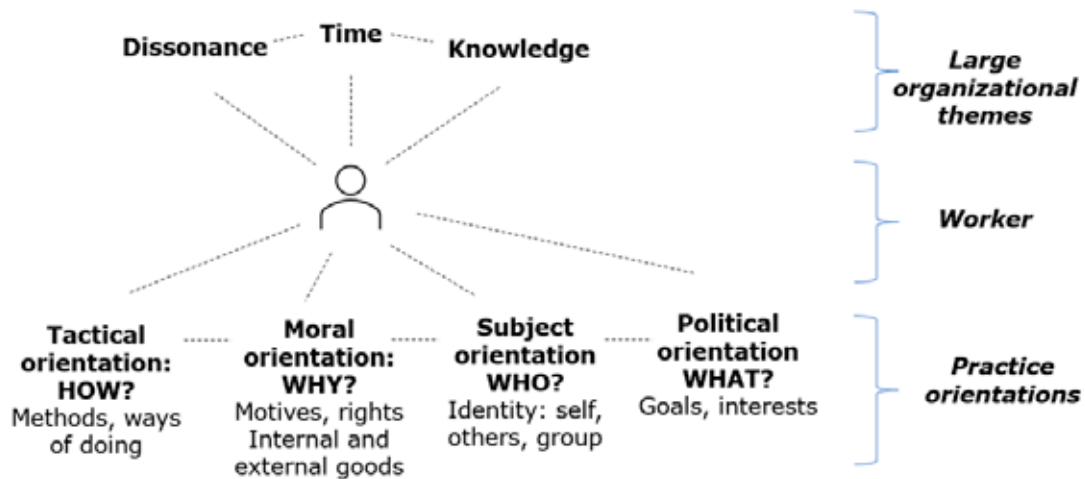 Dissonance
Time
Knowledge
Large
organizational
themes
Worker
Tactical
orientation:
HOW?
Methods, ways
of doing
Moral
orientation:
WHY?
Motives, rights
Internal and
external goods
Subject
orientation
WHO?
Identity: self,
others, group
Political
orientation
WHAT?
Goals, interests
Practice
orientations